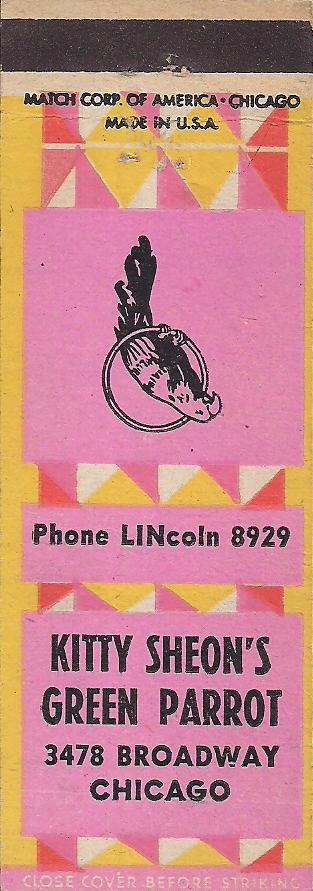 MATCH CORP. OF AMERICA • CHICAGO
MADE IN U.S.A.
Phone LINcoln 8929
KITTY SHEON'S
GREEN PARROT
3478 BROADWAY
CHICAGO
CLOSE COVER BEFORE STRIKING